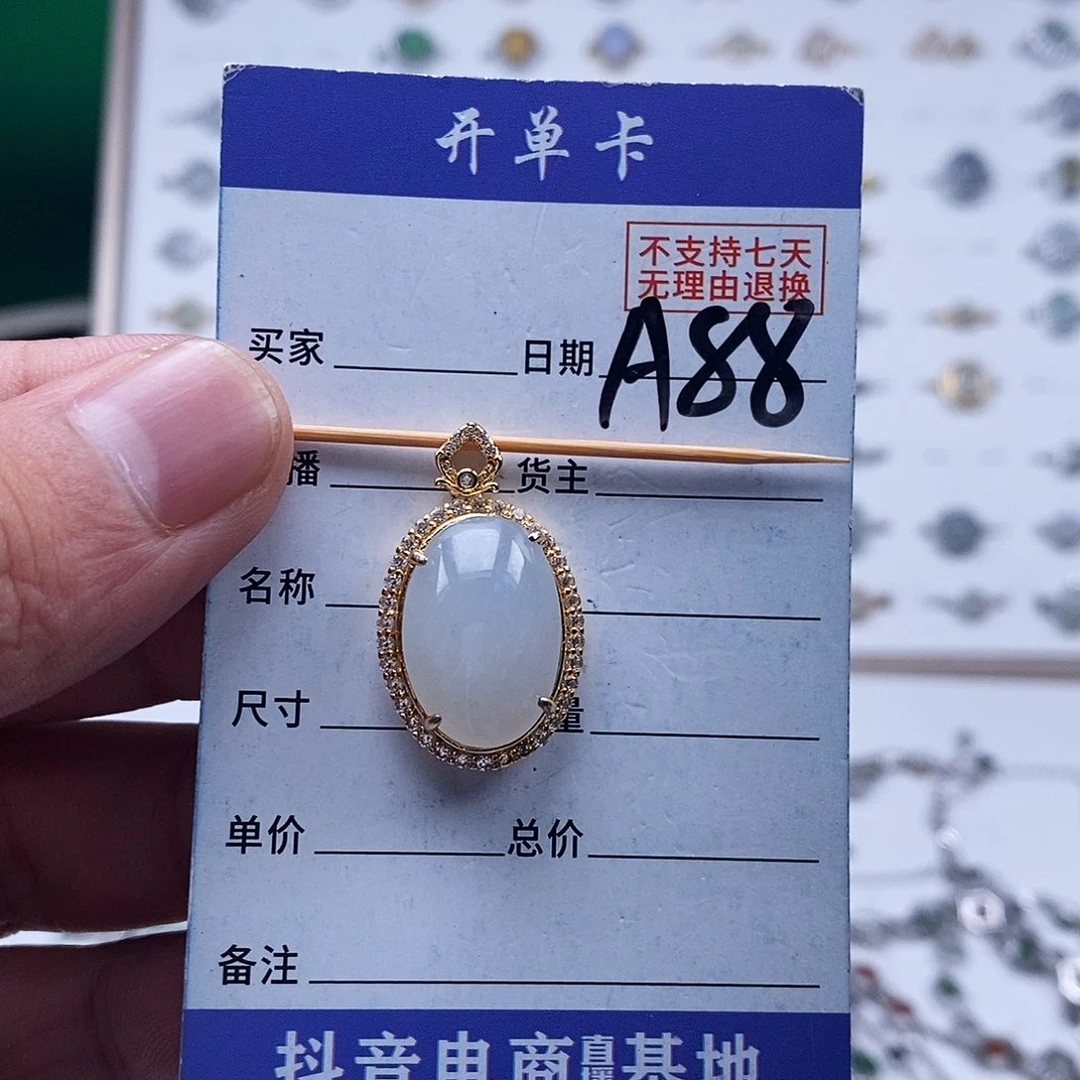 开单卡
不支持七天
无理由退换
买家 日期 A88
播 货主
名称
尺寸 量
单价 总价
备注
抖音电商直播基地